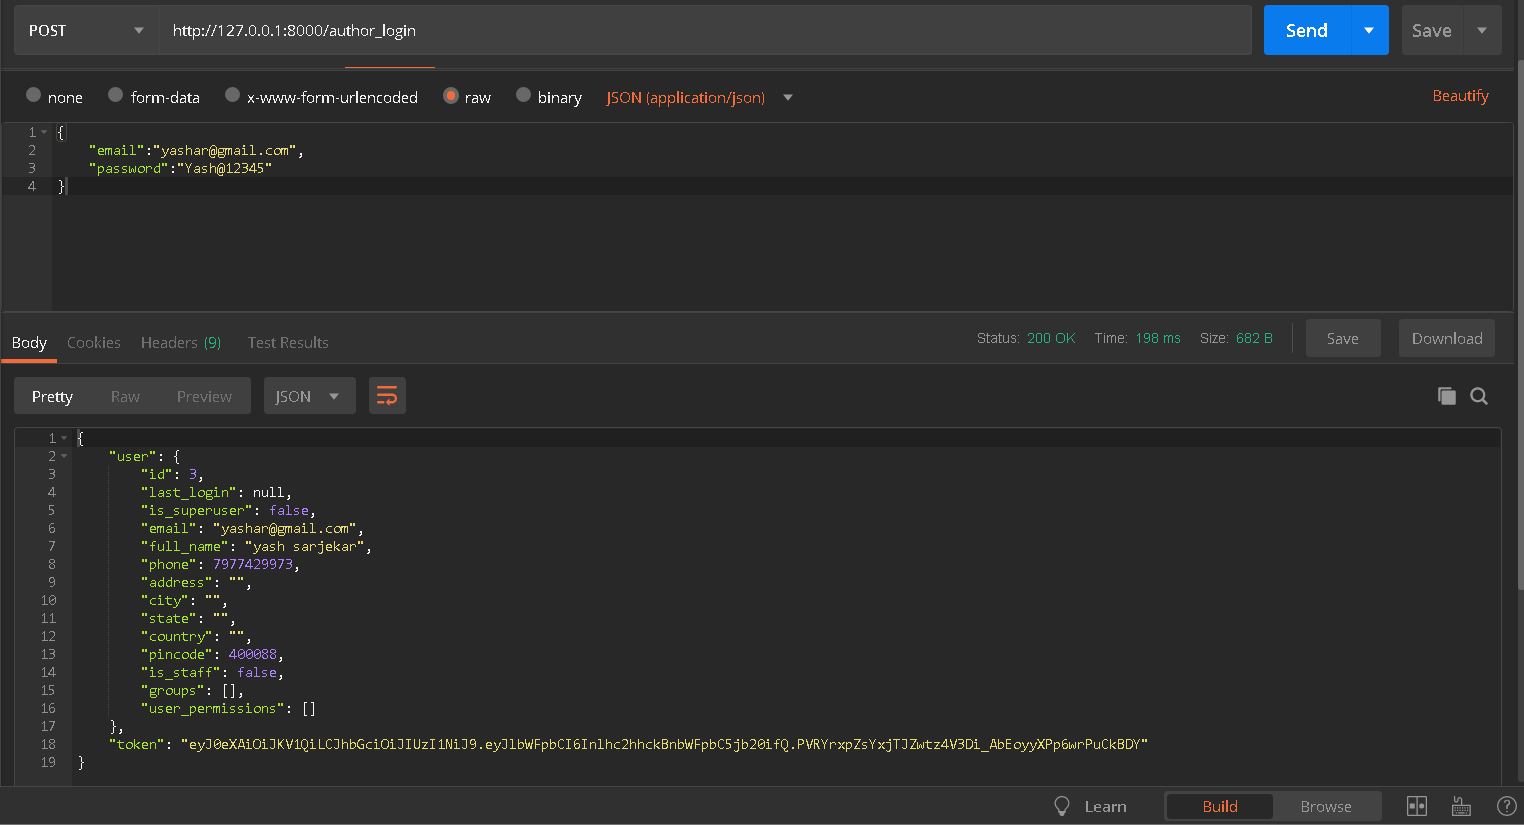 POST http://127.0.0.1:8000/author_login Send Save
none form-data x-www-form-urlencoded raw binary JSON (application/json) Beautify
1 {
2 "email":"yashar@gmail.com",
3 "password":"Yash@12345"
4 }
Body Cookies Headers (9) Test Results Status: 200 OK Time: 198 ms Size: 682 B Save Download
Pretty Raw Preview JSON
1 {
2 "user": {
3 "id": 3,
4 "last_login": null,
5 "is_superuser": false,
6 "email": "yashar@gmail.com",
7 "full_name": "yash sarjekar",
8 "phone": 7977429973,
9 "address": "",
10 "city": "",
11 "state": "",
12 "country": "",
13 "pincode": 400088,
14 "is_staff": false,
15 "groups": [],
16 "user_permissions": []
17 },
18 "token": "eyJ0eXAiOiJKV1QiLCJhbGciOiJIUzI1NiJ9.eyJlbWFpbCI6Inlhc2hhckBnbWFpbC5jb20ifQ.PVRYrxpZsYxjTJZwtz4V3Di_AbEoyyXPp6wrPuCkBDY"
19 }
Learn Build Browse